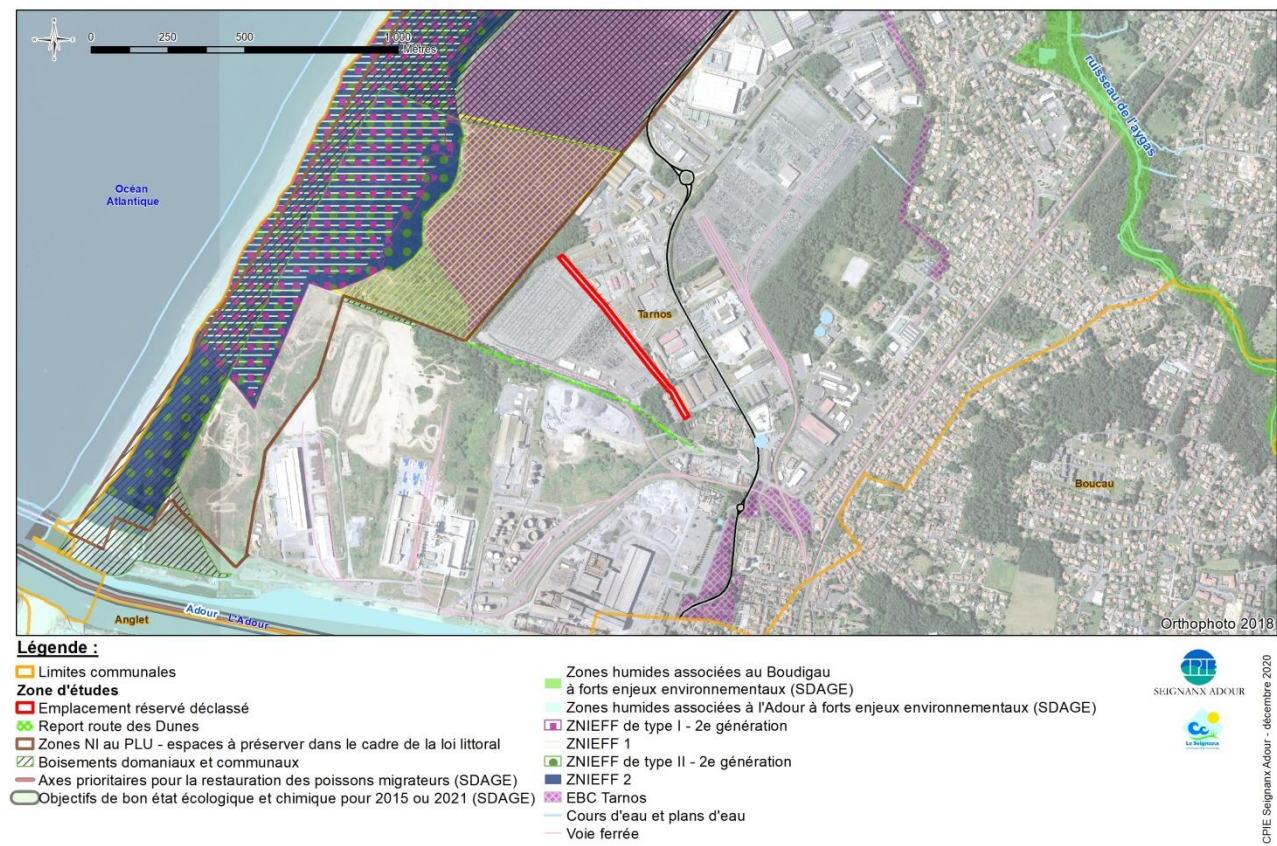 0 250 500 1 000
Mètres
Océan
Atlantique
ruisseau de l'aygas
Tarnos
Boucau
Adour L'Adour
Anglet
Orthophoto 2018
Légende :
Limites communales
Zone d'études
Emplacement réservé déclassé
Report route des Dunes
Zones NI au PLU - espaces à préserver dans le cadre de la loi littoral
Boisements domaniaux et communaux
Axes prioritaires pour la restauration des poissons migrateurs (SDAGE)
Objectifs de bon état écologique et chimique pour 2015 ou 2021 (SDAGE)
Zones humides associées au Boudigau
à forts enjeux environnementaux (SDAGE)
Zones humides associées à l'Adour à forts enjeux environnementaux (SDAGE)
ZNIEFF de type I - 2e génération
ZNIEFF 1
ZNIEFF de type II - 2e génération
ZNIEFF 2
EBC Tarnos
Cours d'eau et plans d'eau
Voie ferrée
CPIE
SEIGNANX ADOUR
Cc
Le Seignanx
CPIE Seignanx Adour - décembre 2020